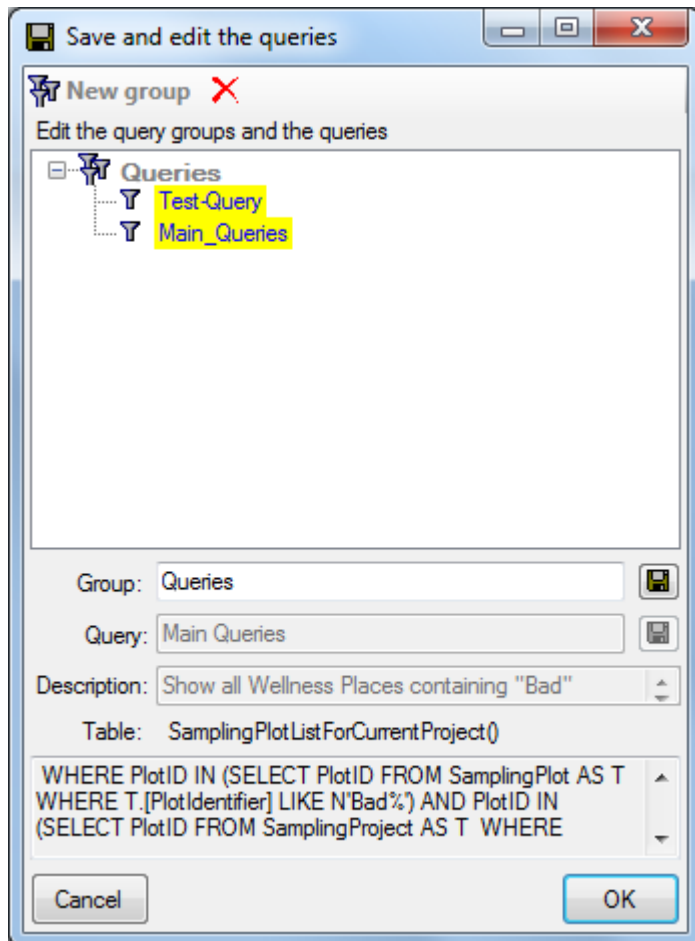 Save and edit the queries
New group
Edit the query groups and the queries
Queries
Test-Query
Main_Queries
Group: Queries
Query: Main Queries
Description: Show all Wellness Places containing "Bad"
Table: SamplingPlotListForCurrentProject()
WHERE PlotID IN (SELECT PlotID FROM SamplingPlot AS T
WHERE T.[PlotIdentifier] LIKE N'Bad%') AND PlotID IN
(SELECT PlotID FROM SamplingProject AS T WHERE
Cancel OK